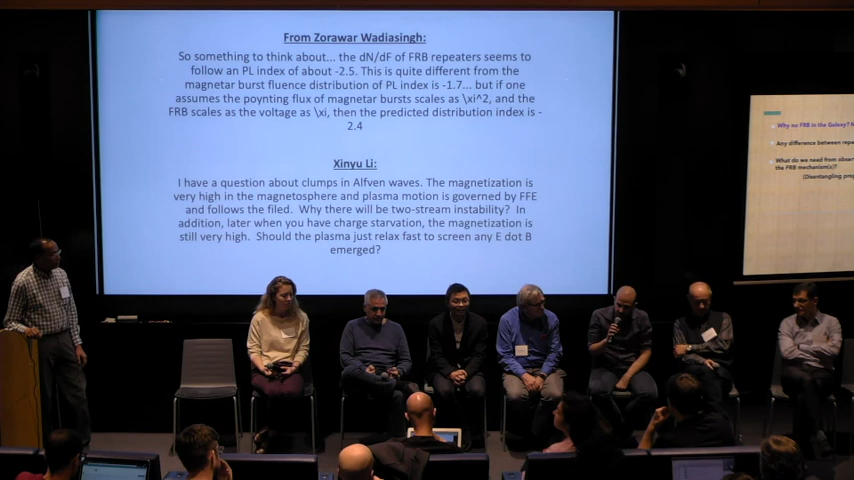 From Zorawar Wadiasingh:
So something to think about... the dN/dF of FRB repeaters seems to
follow an PL index of about -2.5. This is quite different from the
magnetar burst fluence distribution of PL index is -1.7... but if one
assumes the poynting flux of magnetar bursts scales as \xi^2, and the
FRB scales as the voltage as \xi, then the predicted distribution index is -
2.4
Xinyu Li:
I have a question about clumps in Alfven waves. The magnetization is
very high in the magnetosphere and plasma motion is governed by FFE
and follows the filed. Why there will be two-stream instability? In
addition, later when you have charge starvation, the magnetization is
still very high. Should the plasma just relax fast to screen any E dot B
emerged?
Why no FRB in the Galaxy?
Any difference between
What do we need from
the FRB mechanism(s)?
(Disentangling